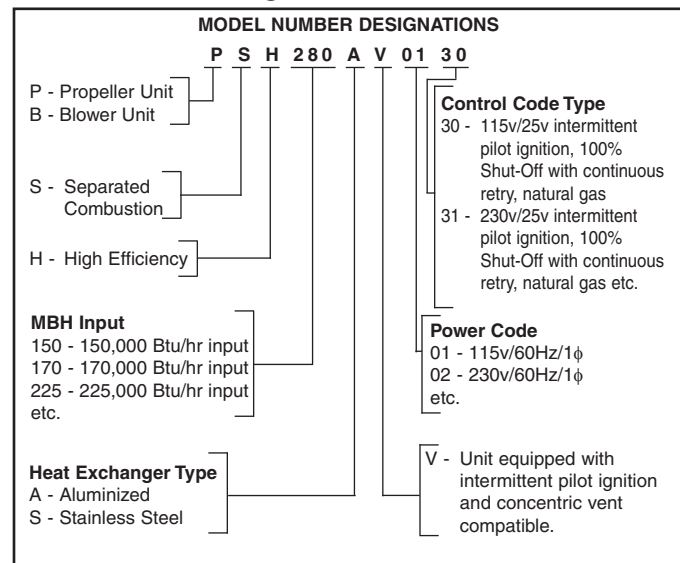 MODEL NUMBER DESIGNATIONS
P S H 280 A V 01 30
P - Propeller Unit
B - Blower Unit
S - Separated
Combustion
H - High Efficiency
MBH Input
150 - 150,000 Btu/hr input
170 - 170,000 Btu/hr input
225 - 225,000 Btu/hr input
etc.
Heat Exchanger Type
A - Aluminized
S - Stainless Steel
Control Code Type
30 - 115v/25v intermittent
pilot ignition, 100%
Shut-Off with continuous
retry, natural gas
31 - 230v/25v intermittent
pilot ignition, 100%
Shut-Off with continuous
retry, natural gas etc.
Power Code
01 - 115v/60Hz/1ϕ
02 - 230v/60Hz/1ϕ
etc.
V - Unit equipped with
intermittent pilot ignition
and concentric vent
compatible.